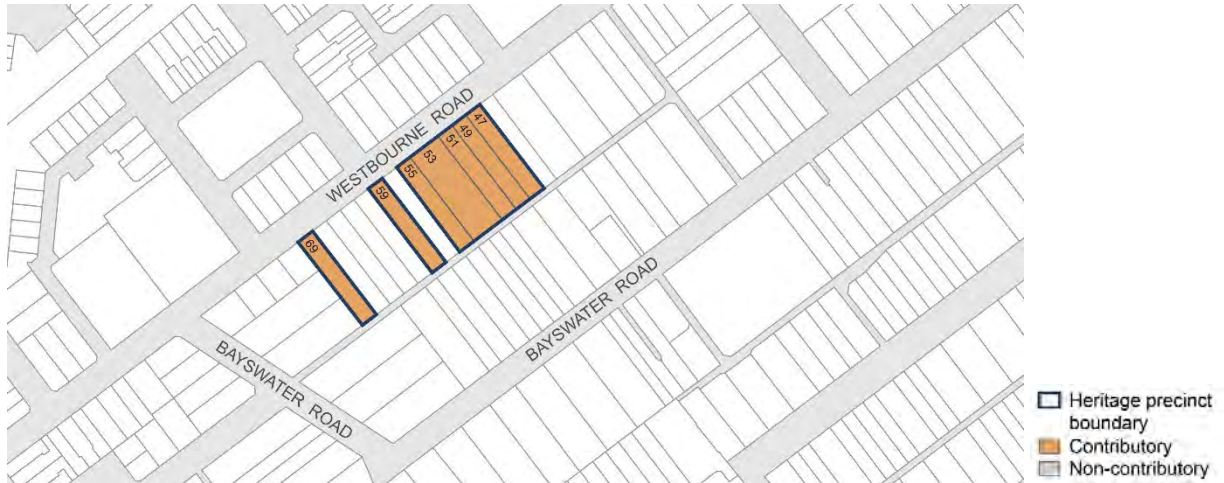 WESTBOURNE ROAD
47
49
51
53
55
59
69
BAYSWATER ROAD
BAYSWATER ROAD
Heritage precinct
boundary
Contributory
Non-contributory